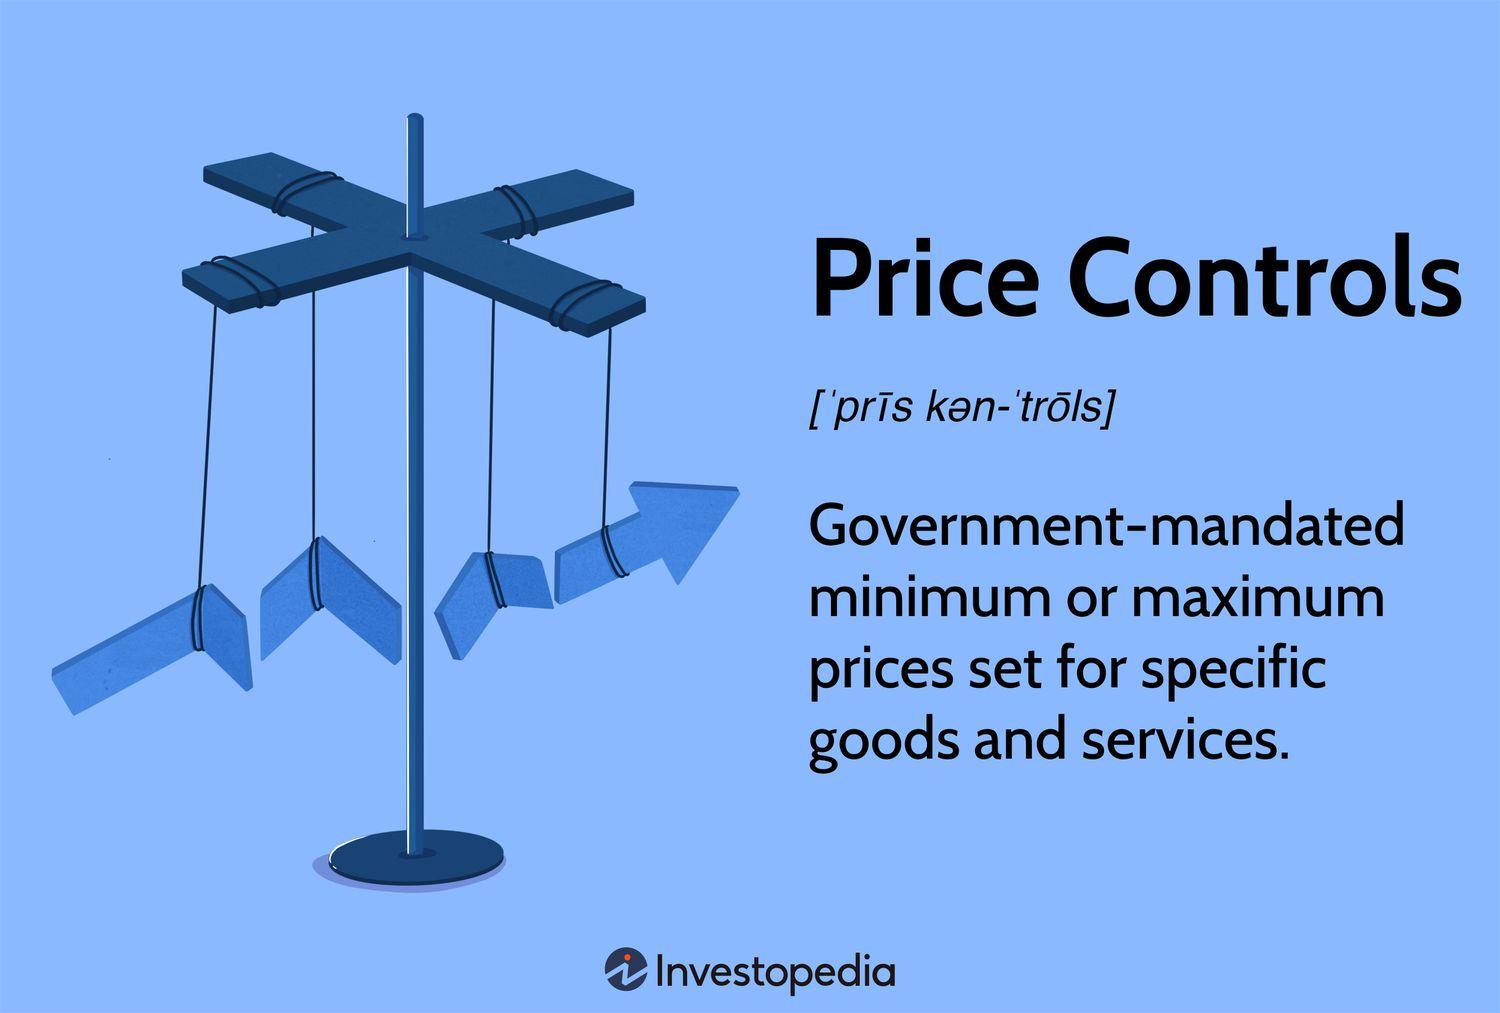 Price Controls
[ˈprīs kən-ˈtrōls]
Government-mandated
minimum or maximum
prices set for specific
goods and services.
Investopedia